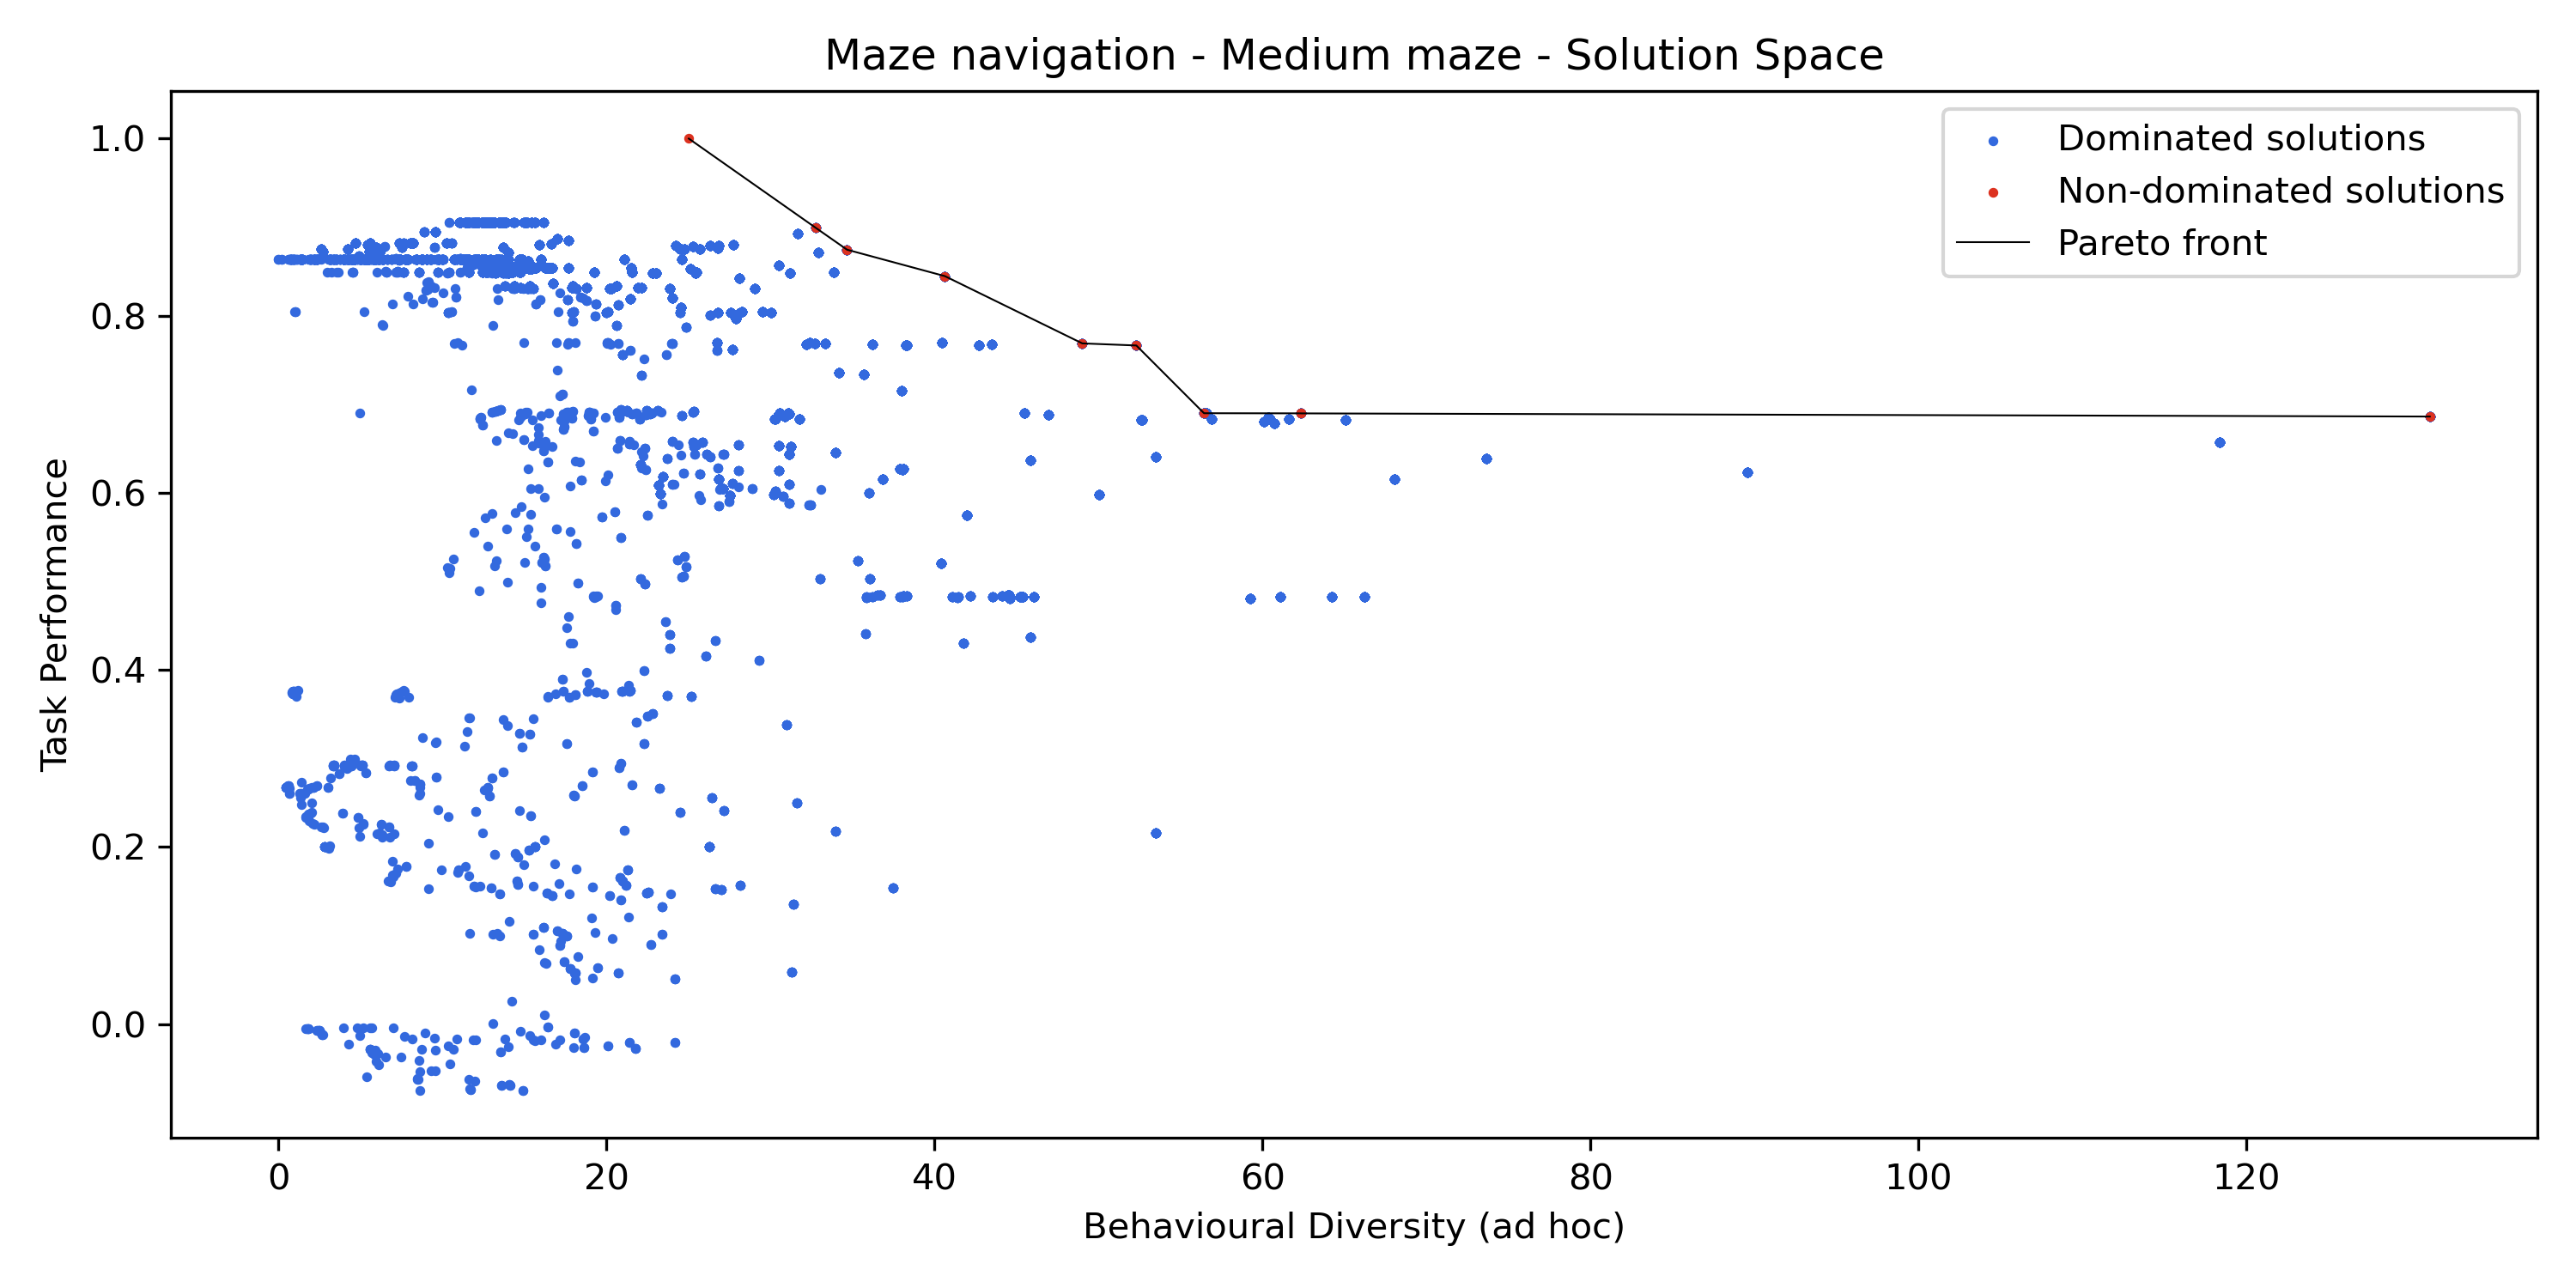 Maze navigation - Medium maze - Solution Space
Dominated solutions
Non-dominated solutions
Pareto front
1.0
0.8
0.6
0.4
0.2
0.0
Task Performance
0 20 40 60 80 100 120
Behavioural Diversity (ad hoc)